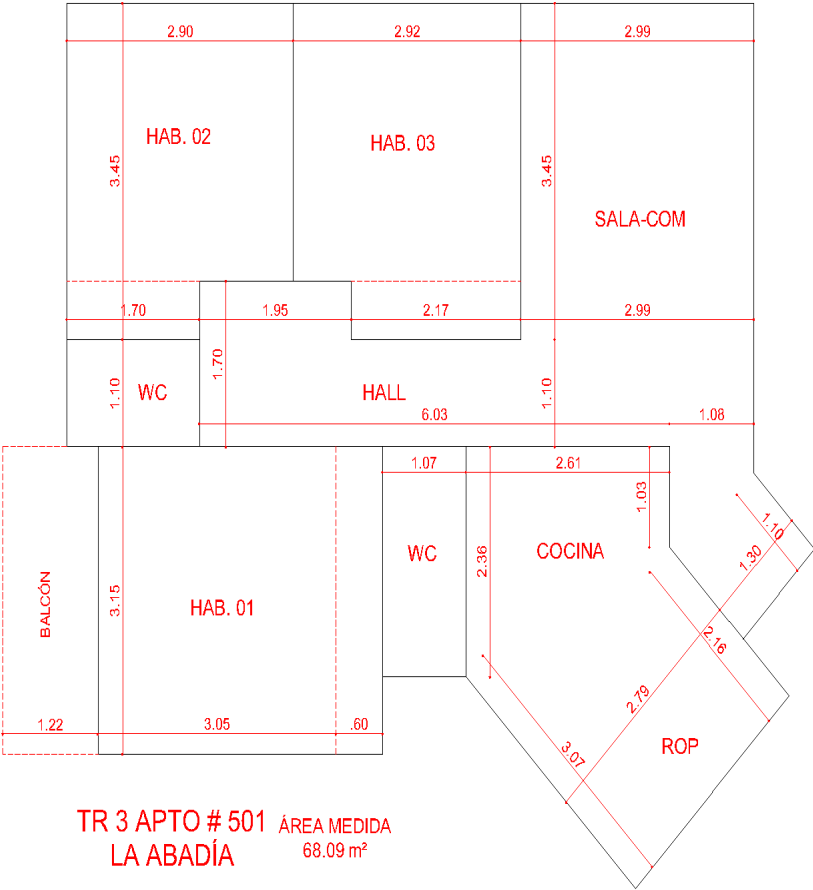 2.90
2.92
2.99
HAB. 02
HAB. 03
3.45
3.45
SALA-COM
1.70
1.95
2.17
2.99
1.70
1.10
WC
HALL
1.10
6.03
1.08
1.07
2.61
1.03
1.10
1.30
WC
2.36
COCINA
BALCÓN
3.15
HAB. 01
2.16
2.79
1.22
3.05
.60
3.07
ROP
TR 3 APTO # 501
LA ABADÍA
ÁREA MEDIDA
68.09 m²